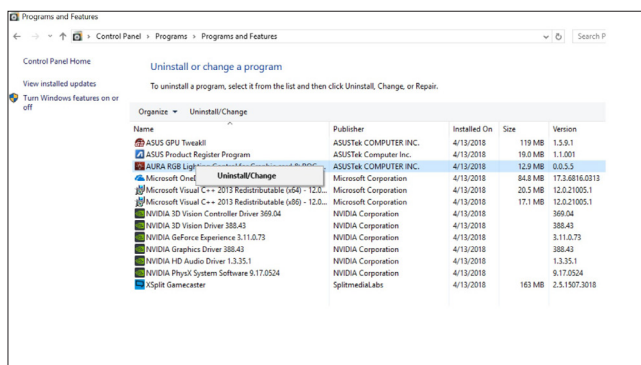 Programs and Features
Control Panel > Programs > Programs and Features
Search P
Control Panel Home
View installed updates
Turn Windows features on or
off
Uninstall or change a program
To uninstall a program, select it from the list and then click Uninstall, Change, or Repair.
Organize Uninstall/Change
Name Publisher Installed On Size Version
ASUS GPU TweakII ASUSTek COMPUTER INC. 4/13/2018 119 MB 1.5.9.1
ASUS Product Register Program ASUSTek Computer Inc. 4/13/2018 19.0 MB 1.1.001
AURA RGB Lighting Control for Graphic card & ROG... ASUSTek COMPUTER INC. 4/13/2018 12.9 MB 0.0.5.5
Microsoft One Microsoft Corporation 4/13/2018 84.8 MB 17.3.6816.0313
Uninstall/Change
Microsoft Visual C++ 2013 Redistributable (x64) - 12.0... Microsoft Corporation 4/13/2018 20.5 MB 12.0.21005.1
Microsoft Visual C++ 2013 Redistributable (x86) - 12.0... Microsoft Corporation 4/13/2018 17.1 MB 12.0.21005.1
NVIDIA 3D Vision Controller Driver 369.04 NVIDIA Corporation 4/13/2018 369.04
NVIDIA 3D Vision Driver 388.43 NVIDIA Corporation 4/13/2018 388.43
NVIDIA GeForce Experience 3.11.0.73 NVIDIA Corporation 4/13/2018 3.11.0.73
NVIDIA Graphics Driver 388.43 NVIDIA Corporation 4/13/2018 388.43
NVIDIA HD Audio Driver 1.3.35.1 NVIDIA Corporation 4/13/2018 1.3.35.1
NVIDIA PhysX System Software 9.17.0524 NVIDIA Corporation 4/13/2018 9.17.0524
XSplit Gamecaster SplitmediaLabs 4/13/2018 163 MB 2.5.1507.3018